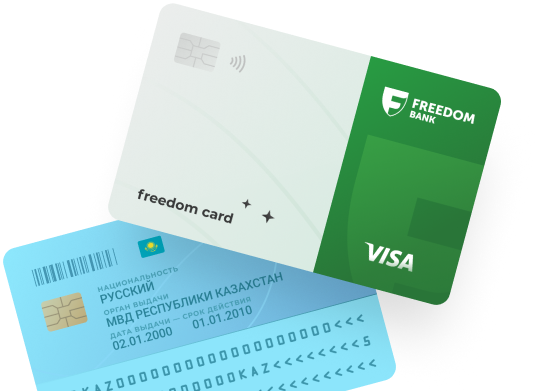 FREEDOM
BANK
freedom card
VISA
НАЦИОНАЛЬНОСТЬ
РУССКИЙ
ОРГАН ВЫДАЧИ
МВД РЕСПУБЛИКИ КАЗАХСТАН
ДАТА ВЫДАЧИ — СРОК ДЕЙСТВИЯ
02.01.2000 01.01.2010